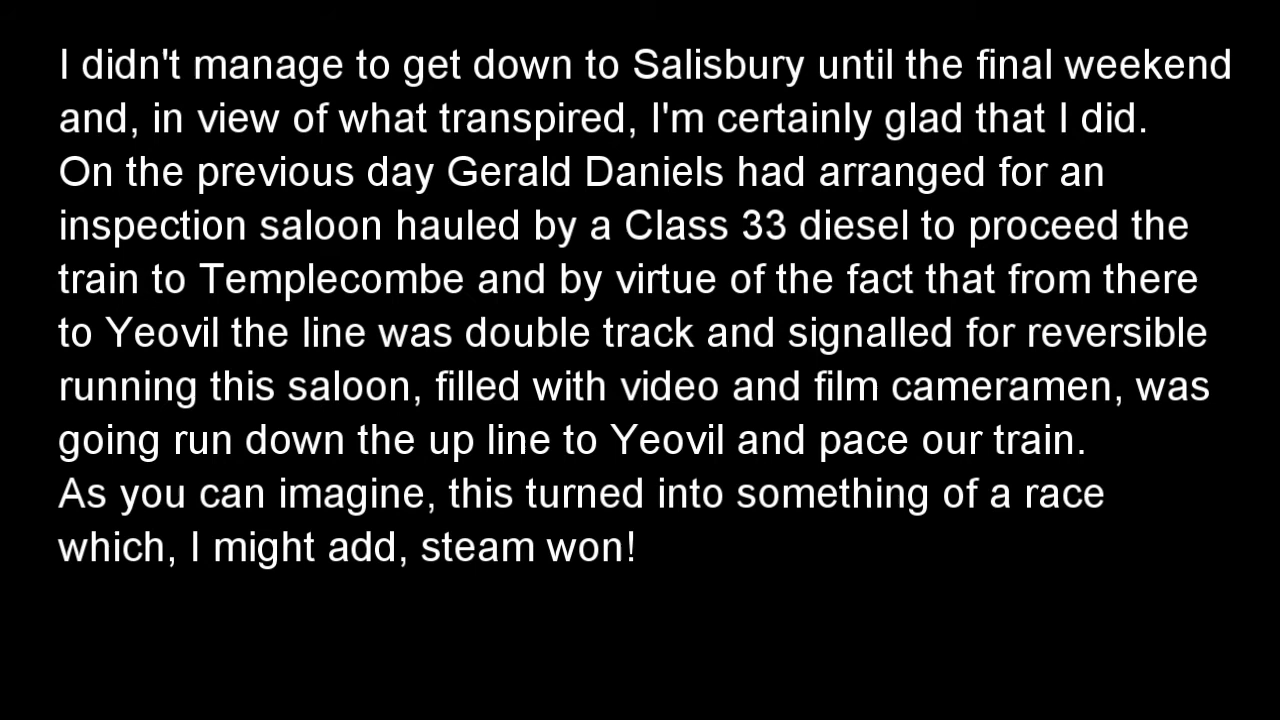 I didn't manage to get down to Salisbury until the final weekend
and, in view of what transpired, I'm certainly glad that I did.
On the previous day Gerald Daniels had arranged for an
inspection saloon hauled by a Class 33 diesel to proceed the
train to Templecombe and by virtue of the fact that from there
to Yeovil the line was double track and signalled for reversible
running this saloon, filled with video and film cameramen, was
going run down the up line to Yeovil and pace our train.
As you can imagine, this turned into something of a race
which, I might add, steam won!